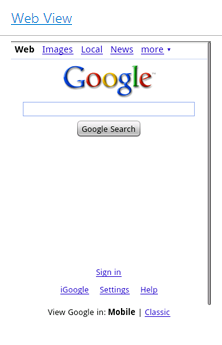 Web View
Web Images Local News more ▾
Google™
Google Search
Sign in
iGoogle Settings Help
View Google in: Mobile | Classic